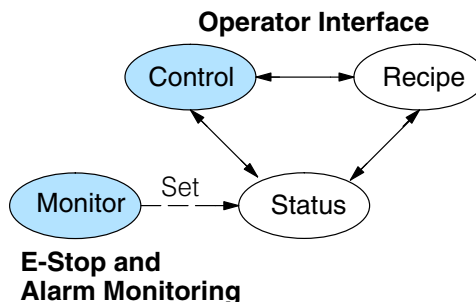 Operator Interface
Control
Recipe
Set
Monitor
Status
E-Stop and
Alarm Monitoring